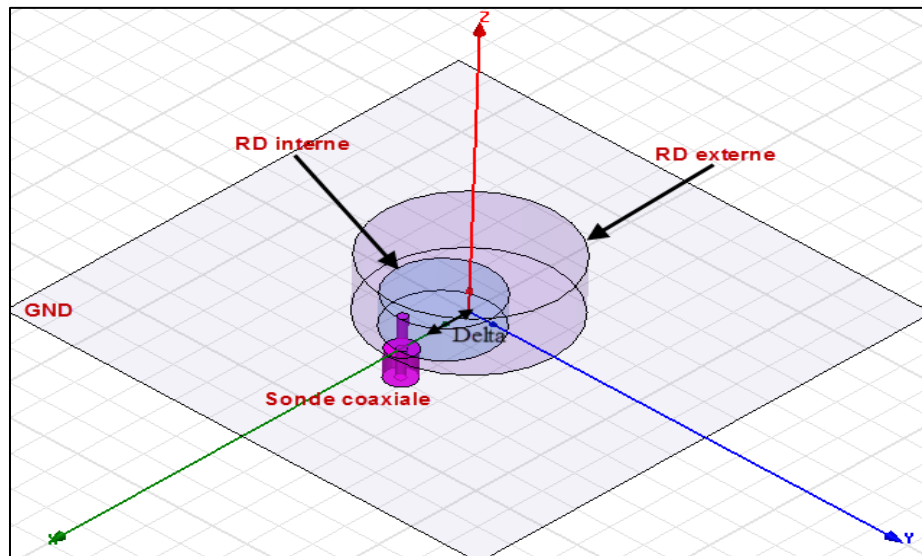 Z
RD interne
RD externe
GND
Delta
Sonde coaxiale
X
Y